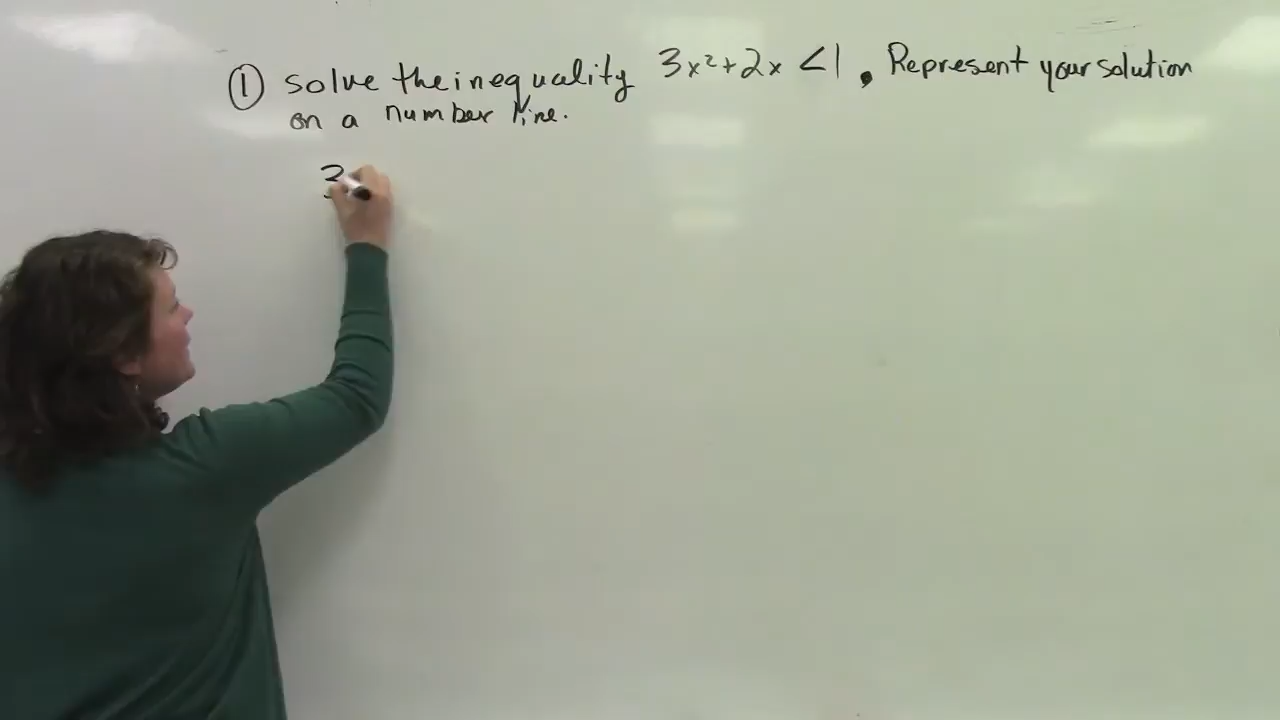 ① Solve the inequality 3x²+2x <1 . Represent your solution
on a number line.
3